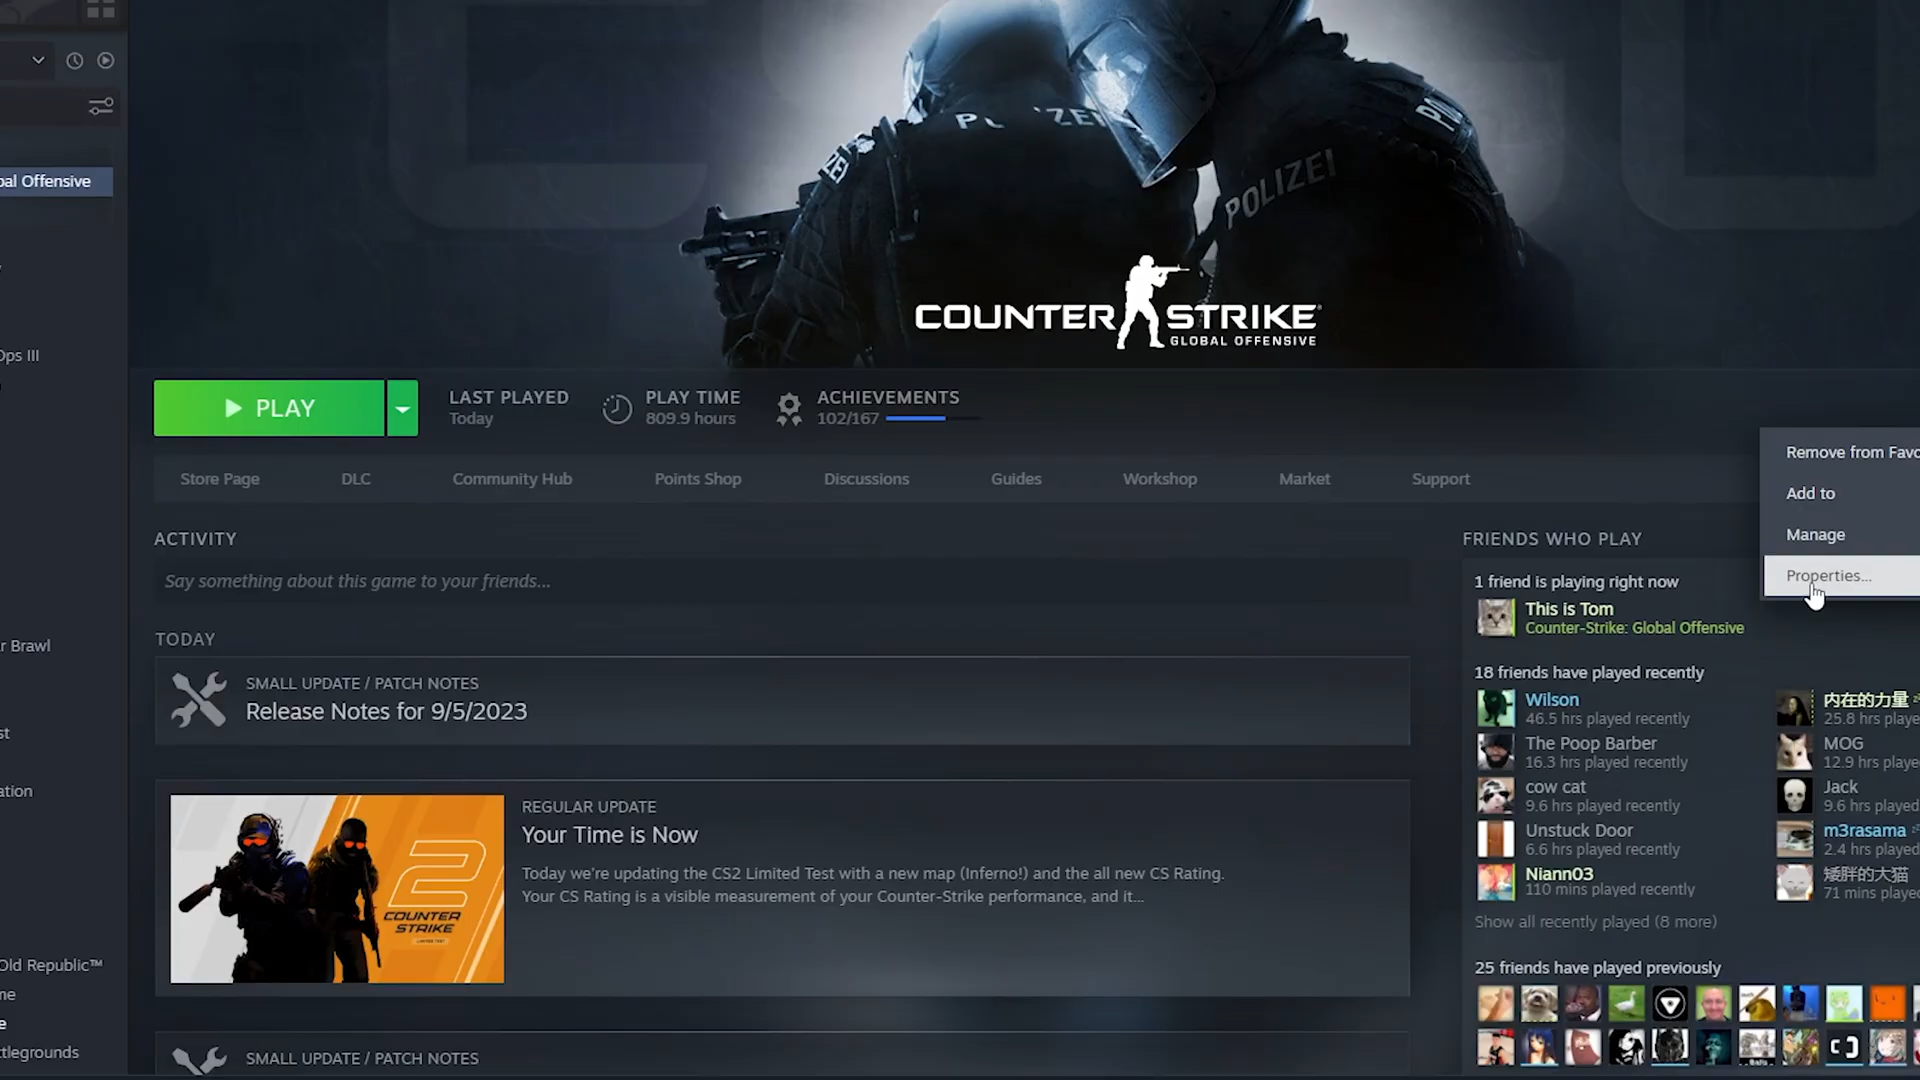 bal Offensive
Ops III
r Brawl
st
ation
Old Republic™
me
e
ttlegrounds
POLIZEI
COUNTER STRIKE
GLOBAL OFFENSIVE
PLAY
LAST PLAYED
Today
PLAY TIME
809.9 hours
ACHIEVEMENTS
102/167
Store Page
DLC
Community Hub
Points Shop
Discussions
Guides
Workshop
Market
Support
Remove from Favo
Add to
Manage
Properties...
ACTIVITY
Say something about this game to your friends...
TODAY
SMALL UPDATE / PATCH NOTES
Release Notes for 9/5/2023
2
COUNTER
STRIKE
REGULAR UPDATE
Your Time is Now
Today we're updating the CS2 Limited Test with a new map (Inferno!) and the all new CS Rating.
Your CS Rating is a visible measurement of your Counter-Strike performance, and it...
SMALL UPDATE / PATCH NOTES
FRIENDS WHO PLAY
1 friend is playing right now
This is Tom
Counter-Strike: Global Offensive
18 friends have played recently
Wilson
46.5 hrs played recently
The Poop Barber
16.3 hrs played recently
cow cat
9.6 hrs played recently
Unstuck Door
6.6 hrs played recently
Niann03
110 mins played recently
内在的力量
25.8 hrs playe
MOG
12.9 hrs playe
Jack
9.6 hrs played
m3rasama
2.4 hrs played
矮胖的大猫
71 mins played
Show all recently played (8 more)
25 friends have played previously